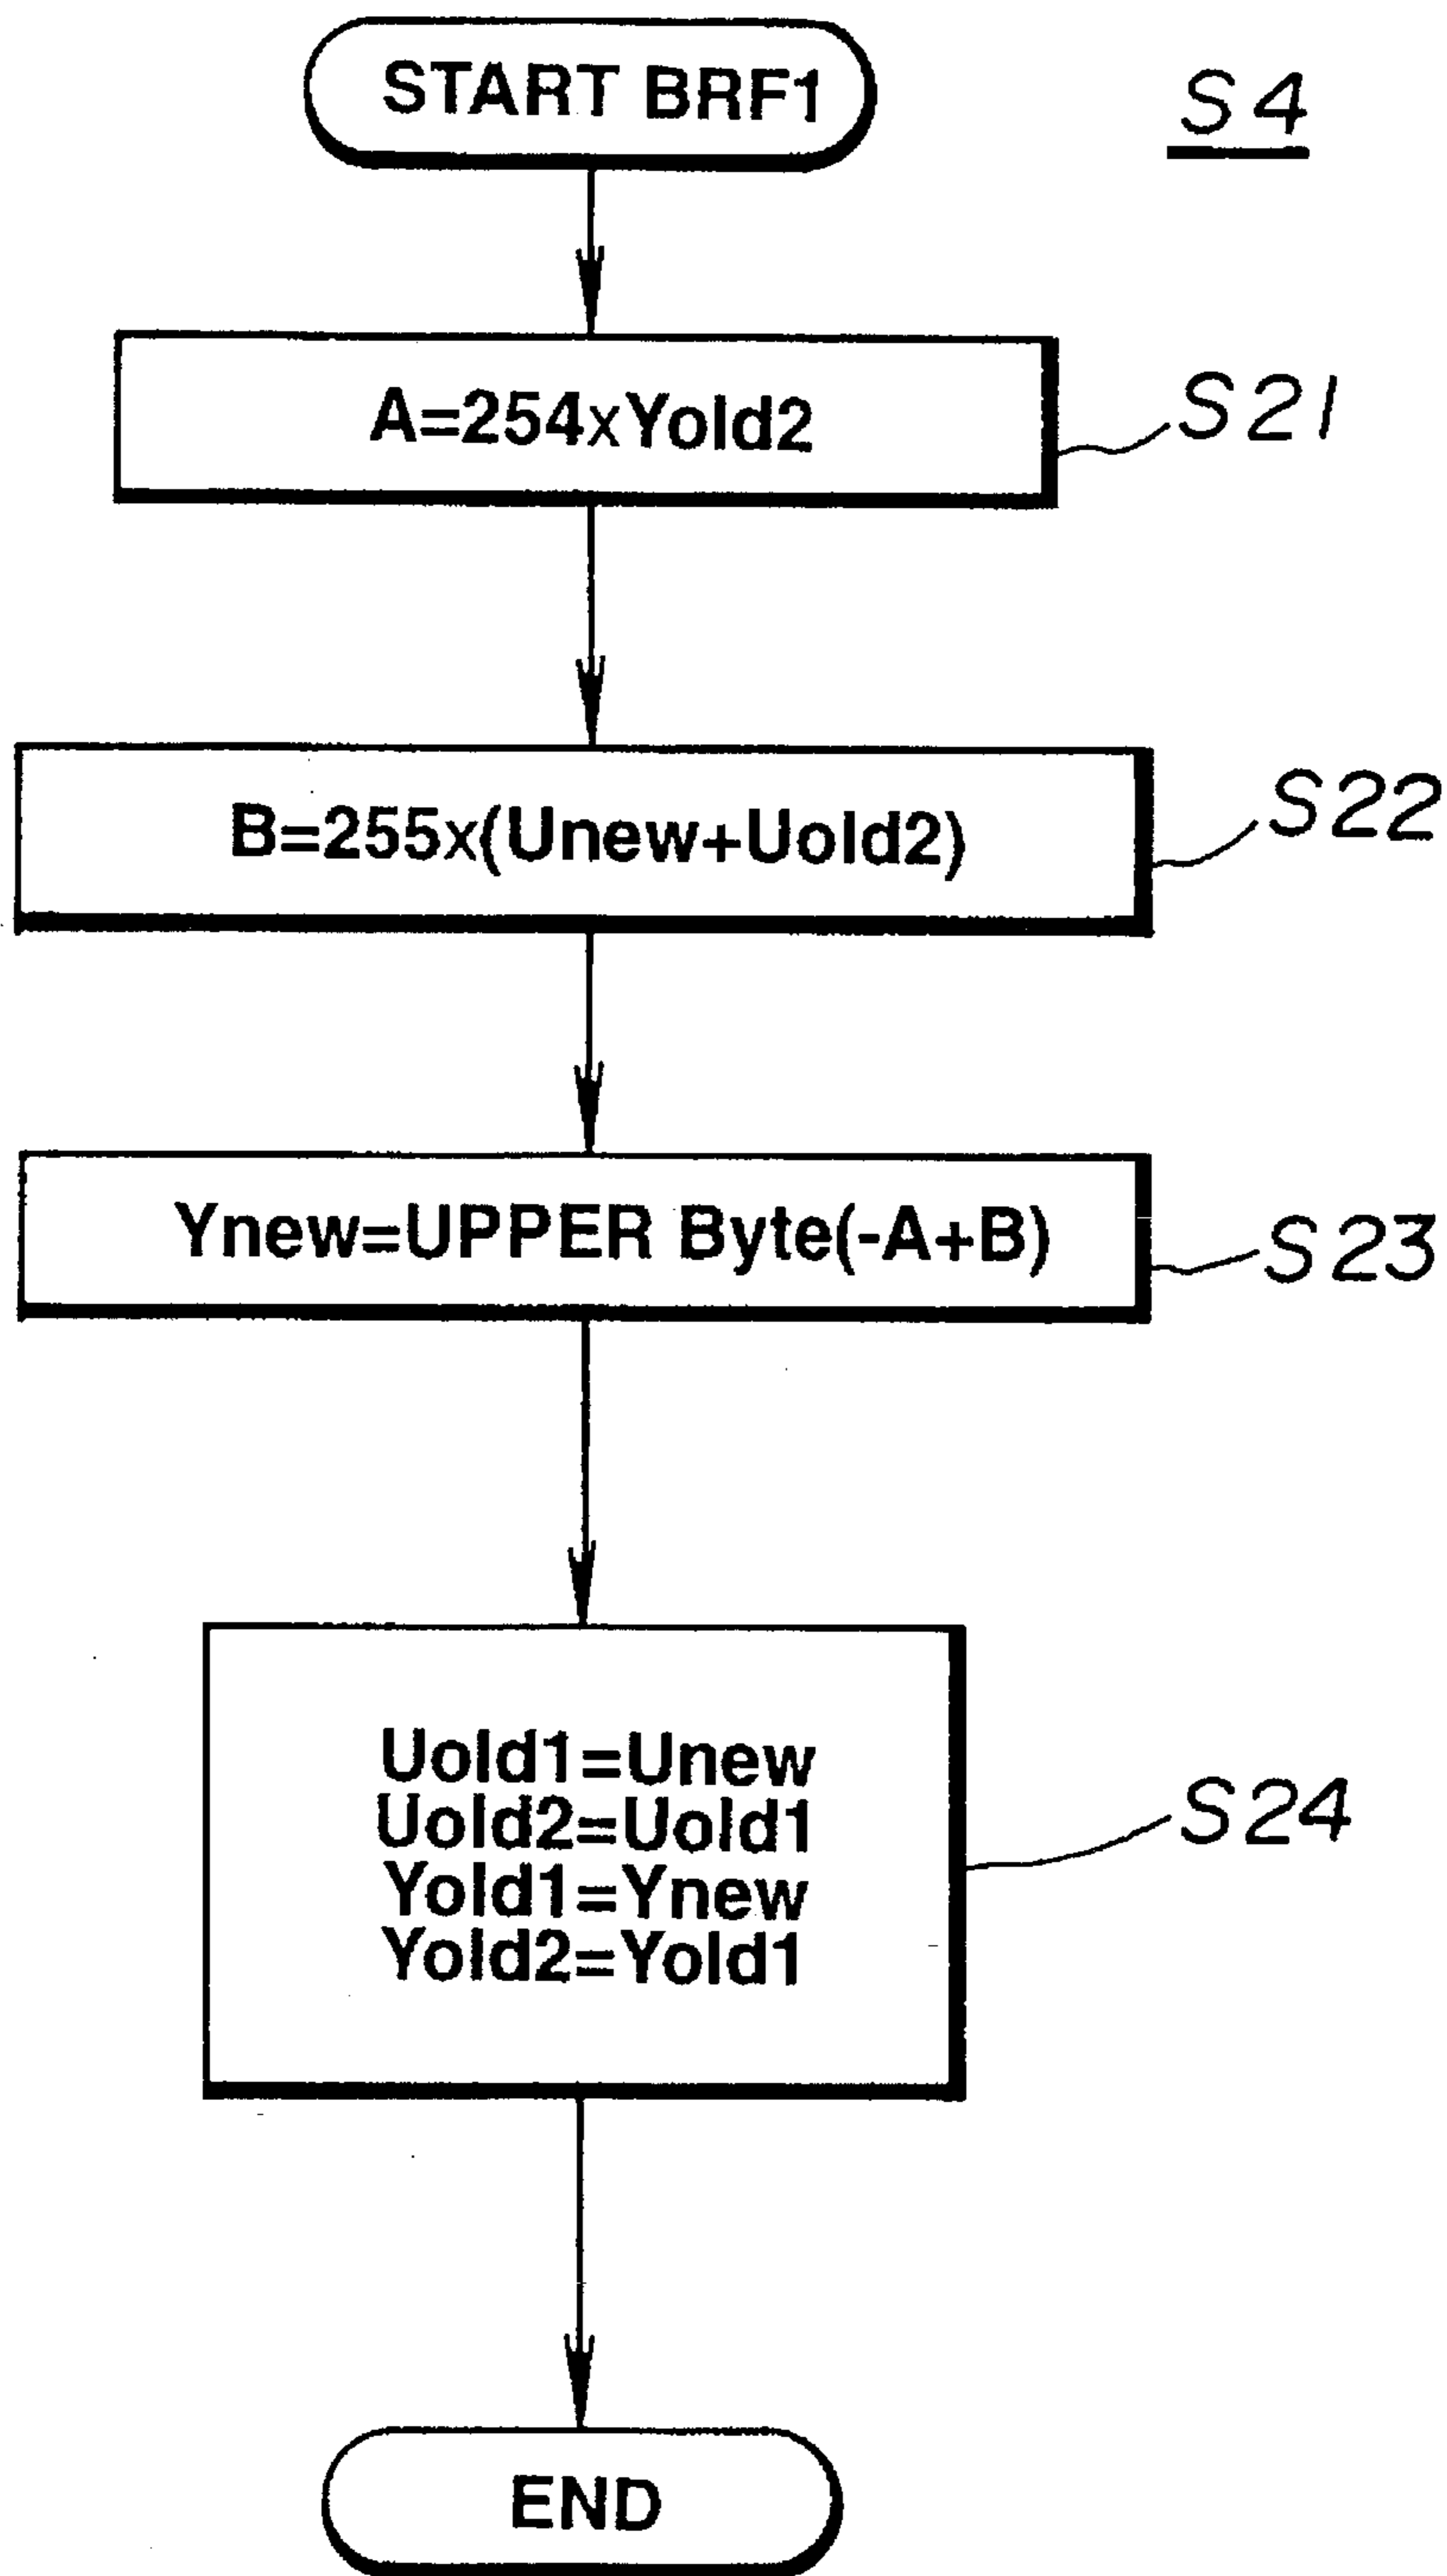 START BRF1
S4
A=254xYold2
S21
B=255x(Unew+Uold2)
S22
Ynew=UPPER Byte(-A+B)
S23
Uold1=Unew
Uold2=Uold1
Yold1=Ynew
Yold2=Yold1
S24
END